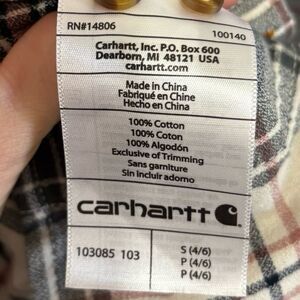 RN#14806 100140
Carhartt, Inc. P.O. Box 600
Dearborn, MI 48121 USA
carhartt.com
Made in China
Fabriqué en Chine
Hecho en China
100% Cotton
100% Coton
100% Algodón
Exclusive of Trimming
Sans garniture
Sin incluir adorno
carhartt
103085 103
S (4/6)
P (4/6)
P (4/6)